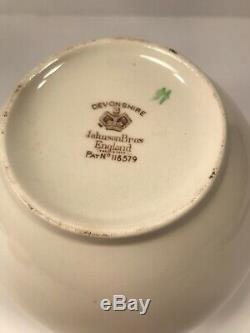 DEVONSHIRE
Johnson Bros
England
PAT Nº 118579